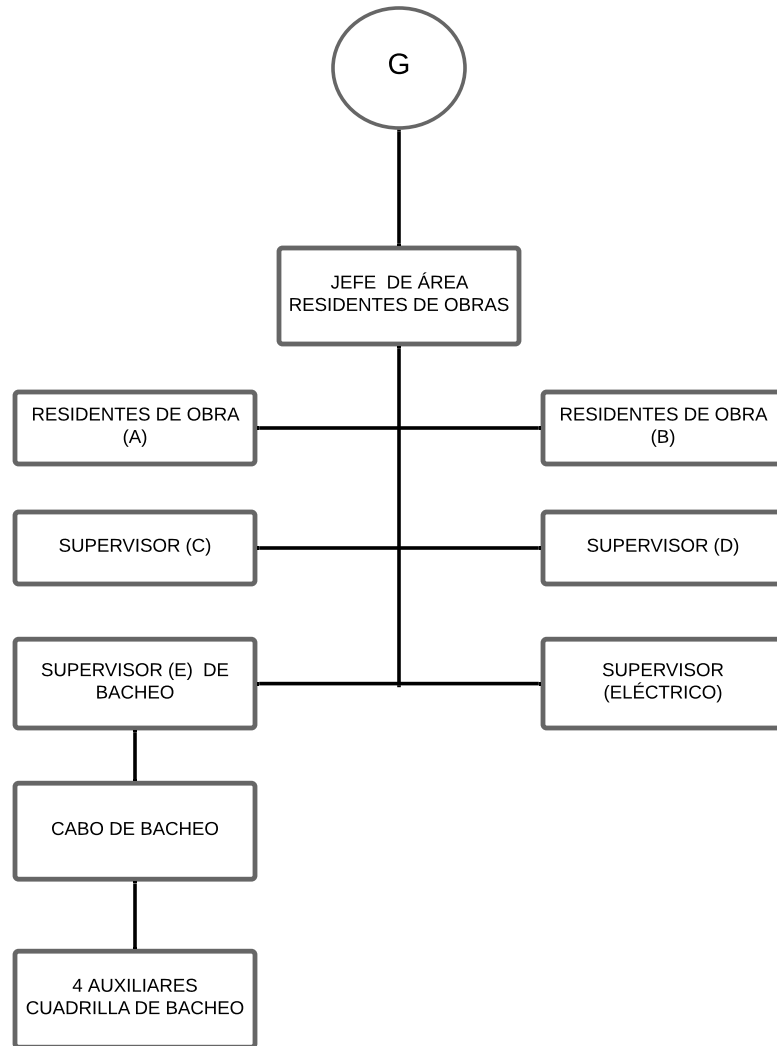 G
JEFE DE ÁREA
RESIDENTES DE OBRAS
RESIDENTES DE OBRA
(A)
RESIDENTES DE OBRA
(B)
SUPERVISOR (C)
SUPERVISOR (D)
SUPERVISOR (E) DE
BACHEO
SUPERVISOR
(ELÉCTRICO)
CABO DE BACHEO
4 AUXILIARES
CUADRILLA DE BACHEO